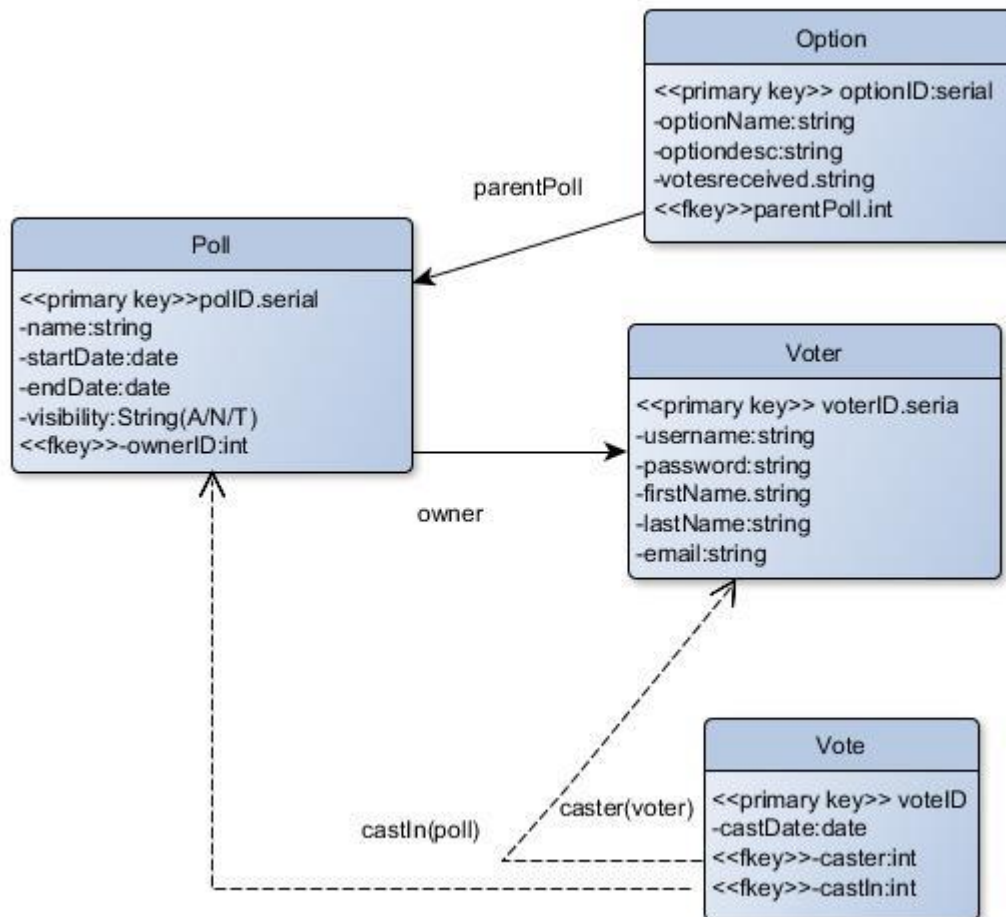 Option
<<primary key>> optionID:serial
-optionName:string
-optiondesc:string
-votesreceived.string
<<fkey>>parentPoll.int
parentPoll
Poll
<<primary key>>pollD.serial
-name:string
-startDate:date
-endDate:date
-visibility:String(A/N/T)
<<fkey>>-ownerID:int
Voter
<<primary key>> voterID.seria
-username:string
-password:string
-firstName.string
-lastName:string
-email:string
owner
Vote
<<primary key>> voteID
-castDate:date
<<fkey>>-caster:int
<<fkey>>-castIn:int
caster(voter)
castIn(poll)